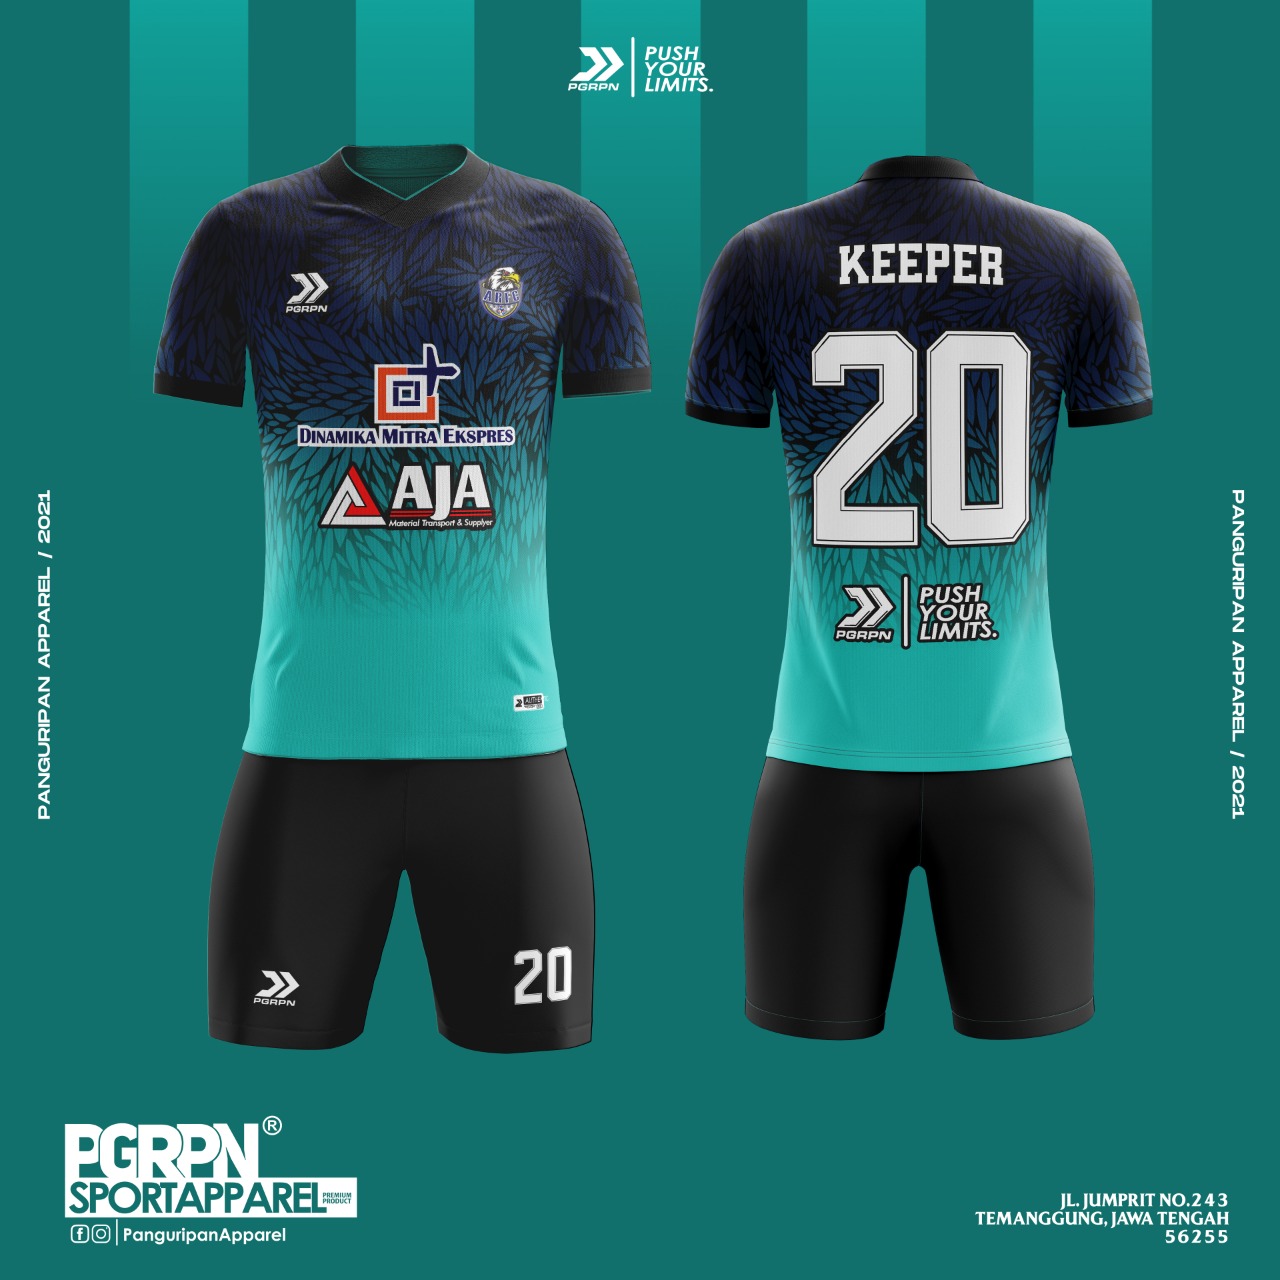 PGRPN
PUSH
YOUR
LIMITS.
PGRPN
ARFC
DINAMIKA MITRA EKSPRES
AJA
Material Transport & Supplyer
PGRPN
20
KEEPER
20
PGRPN
PUSH
YOUR
LIMITS.
PANGURIPAN APPAREL / 2021
PANGURIPAN APPAREL / 2021
PGRPN®
SPORTAPPAREL
PREMIUM
PRODUCT
PanguripanApparel
JL. JUMPRIT NO.243
TEMANGGUNG, JAWA TENGAH
56255